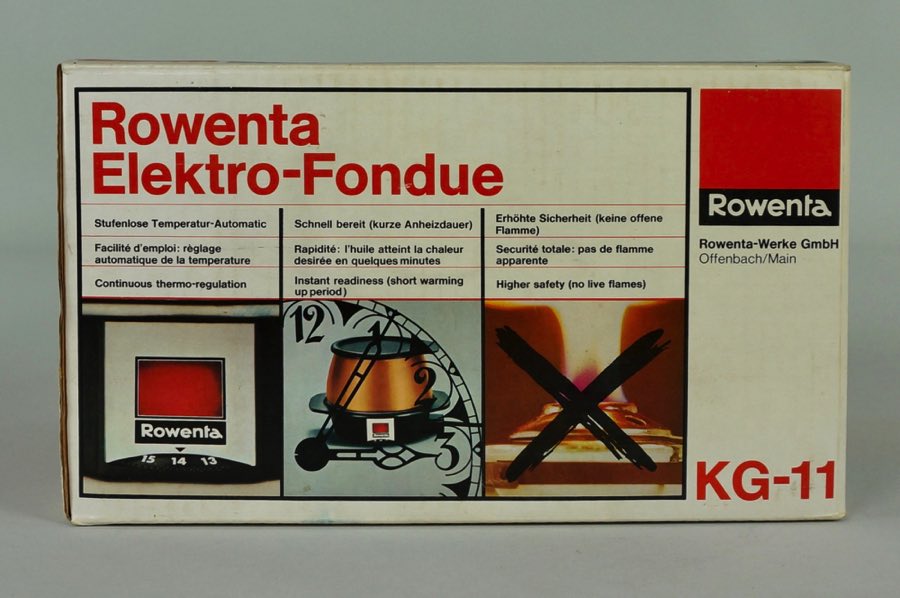 Rowenta
Elektro-Fondue
Stufenlose Temperatur-Automatic
Facilité d'emploi: règlage
automatique de la temperature
Continuous thermo-regulation
Schnell bereit (kurze Anheizdauer)
Rapidité: l'huile atteint la chaleur
desirée en quelques minutes
Instant readiness (short warming
up period)
Erhöhte Sicherheit (keine offene
Flamme)
Securité totale: pas de flamme
apparente
Higher safety (no live flames)
Rowenta
15 14 13
12
1
2
3
Rowenta
Rowenta-Werke GmbH
Offenbach/Main
KG-11